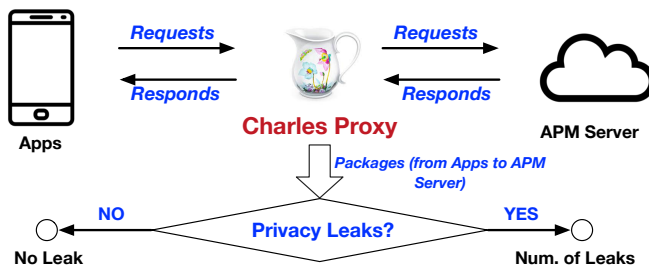 Requests
Requests
Responds
Responds
Charles Proxy
Apps
APM Server
Packages (from Apps to APM
Server)
NO
Privacy Leaks?
YES
No Leak
Num. of Leaks